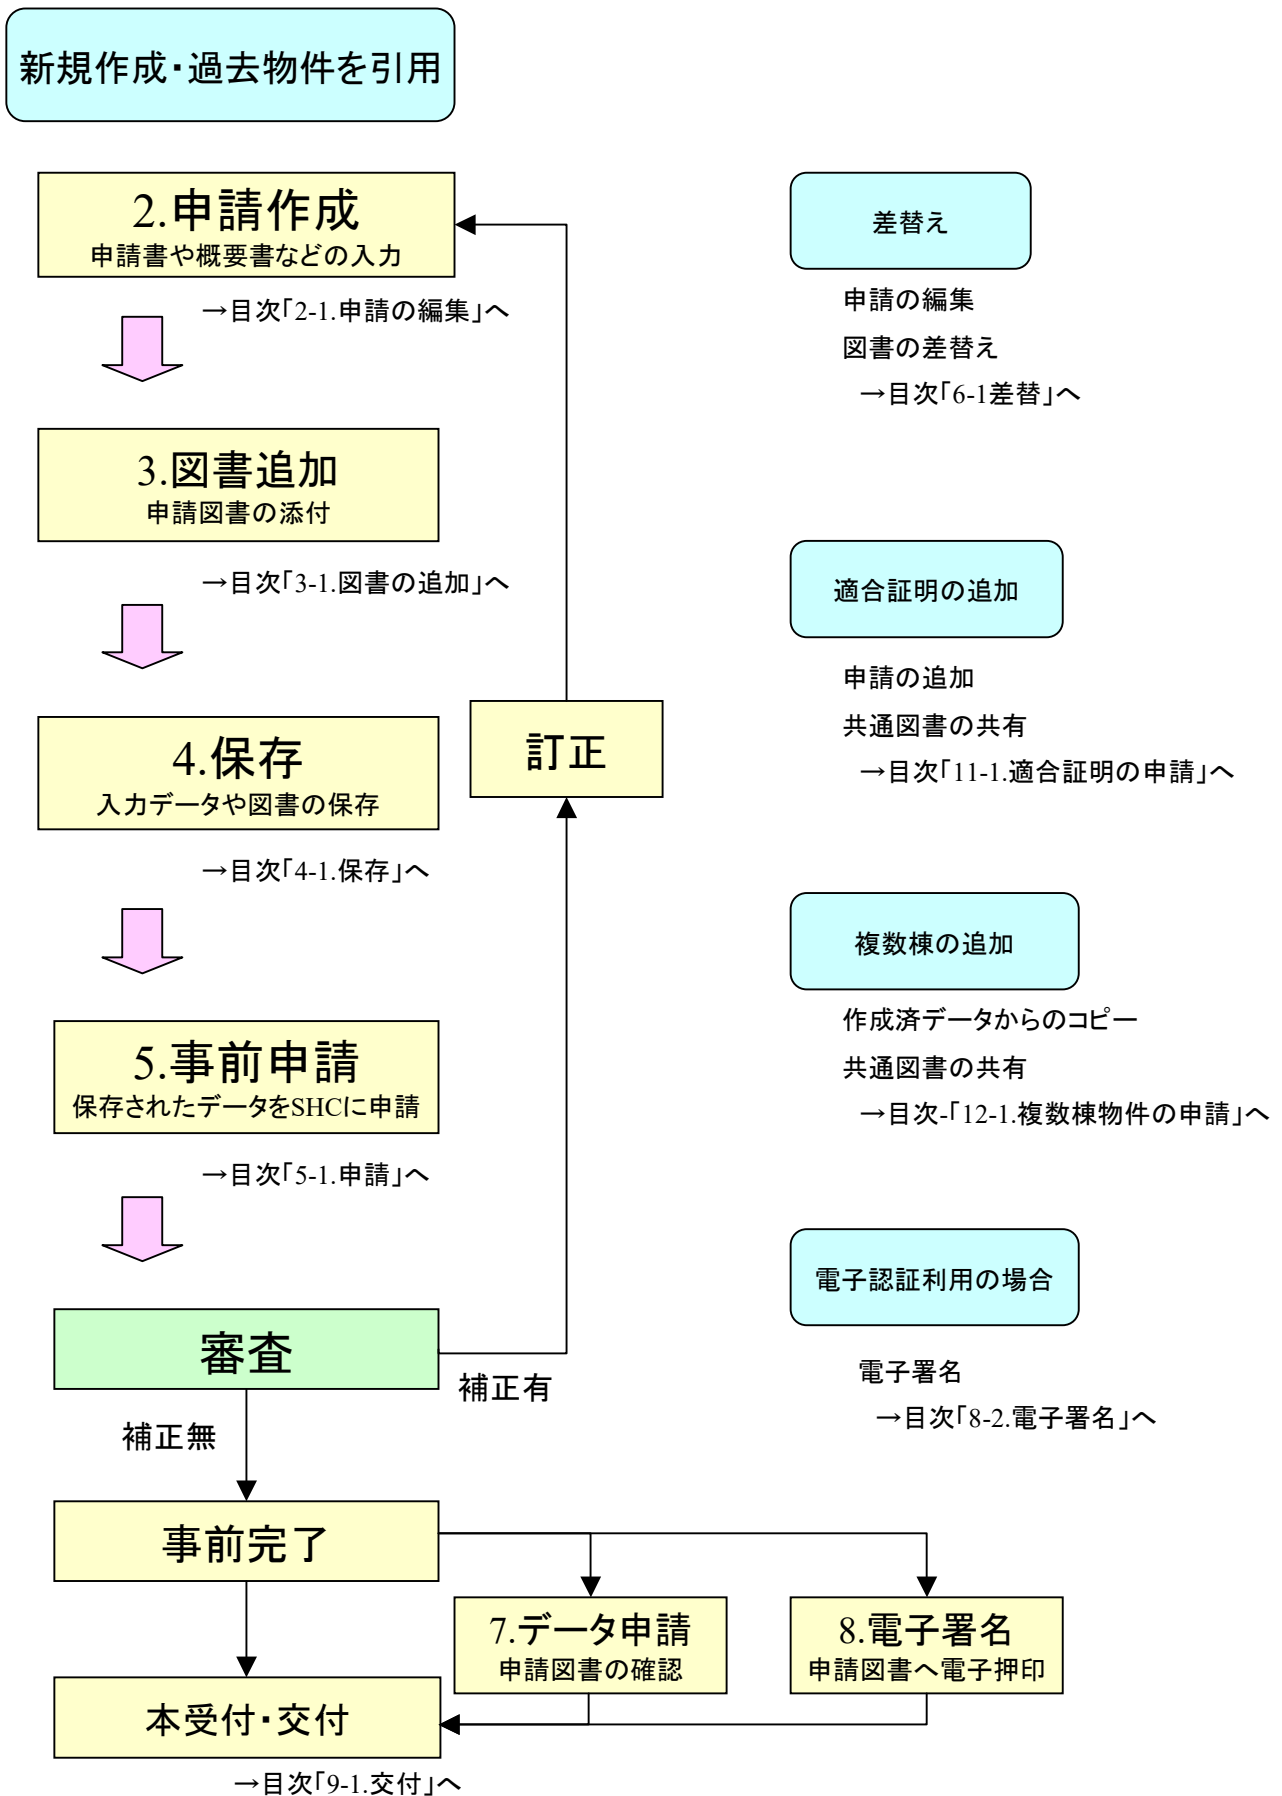 新規作成・過去物件を引用
2.申請作成
申請書や概要書などの入力
→目次「2-1.申請の編集」へ
3.図書追加
申請図書の添付
→目次「3-1.図書の追加」へ
4.保存
入力データや図書の保存
→目次「4-1.保存」へ
訂正
5.事前申請
保存されたデータをSHCに申請
→目次「5-1.申請」へ
審査
補正有
補正無
事前完了
7.データ申請
申請図書の確認
8.電子署名
申請図書へ電子押印
本受付・交付
→目次「9-1.交付」へ
差替え
申請の編集
図書の差替え
→目次「6-1差替」へ
適合証明の追加
申請の追加
共通図書の共有
→目次「11-1.適合証明の申請」へ
複数棟の追加
作成済データからのコピー
共通図書の共有
→目次-「12-1.複数棟物件の申請」へ
電子認証利用の場合
電子署名
→目次「8-2.電子署名」へ